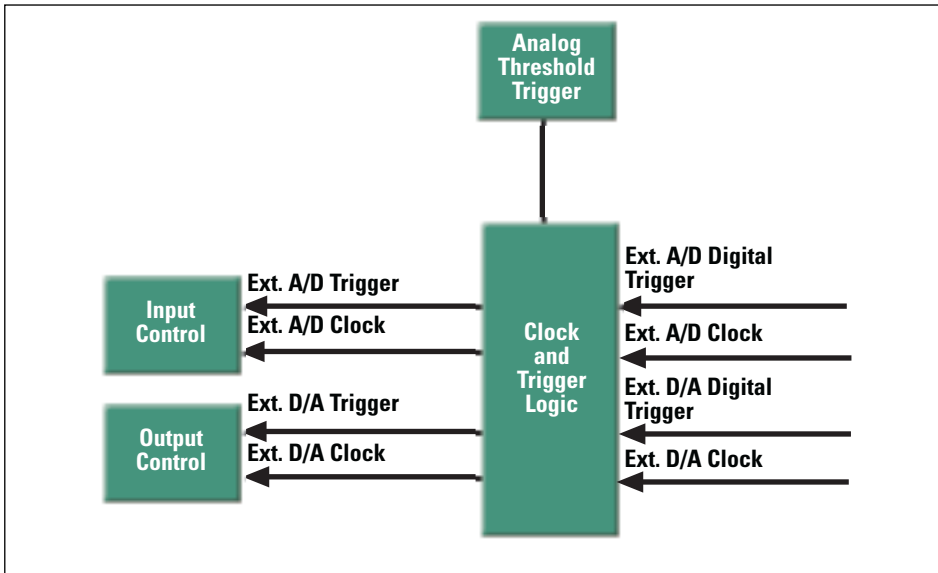 Analog
Threshold
Trigger
Ext. A/D Digital
Trigger
Ext. A/D Trigger
Input
Control
Ext. A/D Clock
Clock
and
Trigger
Logic
Ext. A/D Clock
Ext. D/A Digital
Trigger
Ext. D/A Trigger
Output
Control
Ext. D/A Clock
Ext. D/A Clock